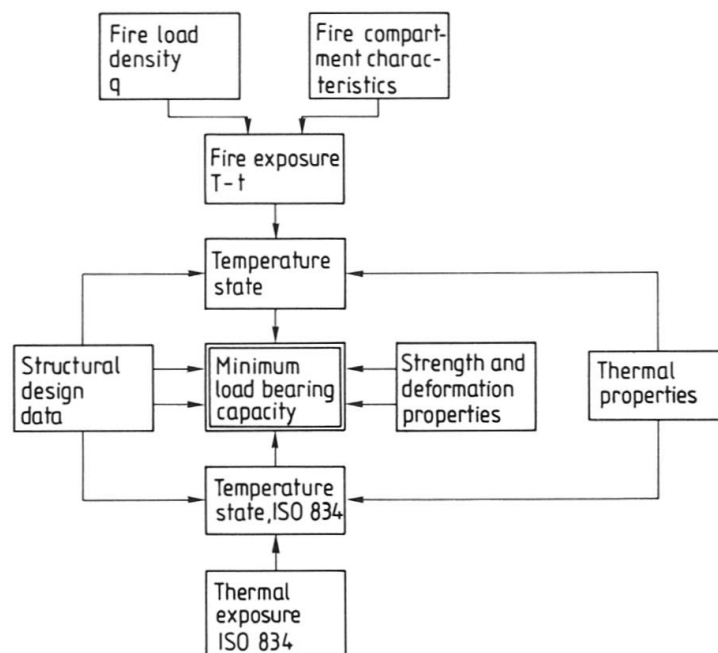 Fire load
density
q
Fire compart-
ment charac-
teristics
Fire exposure
T-t
Temperature
state
Structural
design
data
Minimum
load bearing
capacity
Strength and
deformation
properties
Thermal
properties
Temperature
state, ISO 834
Thermal
exposure
ISO 834